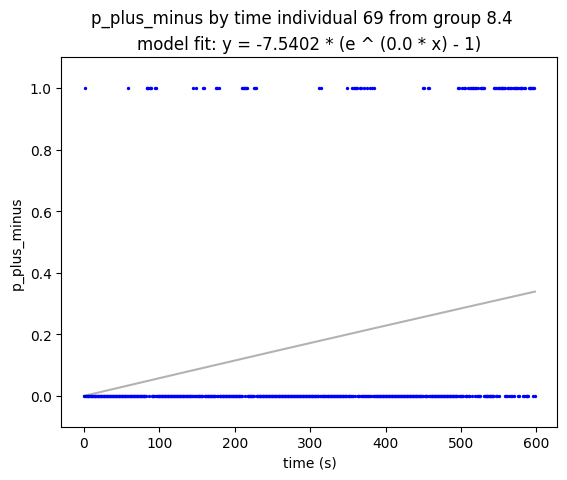 p_plus_minus by time individual 69 from group 8.4
model fit: y = -7.5402 * (e ^ (0.0 * x) - 1)
1.0
0.8
0.6
0.4
0.2
0.0
p_plus_minus
0 100 200 300 400 500 600
time (s)